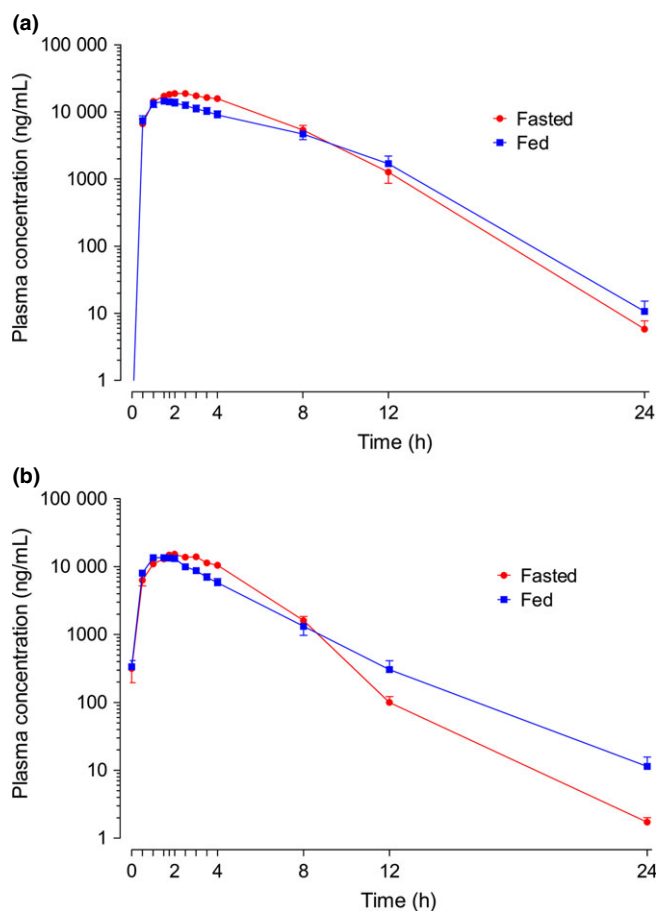 (a)
Plasma concentration (ng/mL)
100 000
10 000
1000
100
10
1
Fasted
Fed
0 2 4 8 12 24
Time (h)
(b)
Plasma concentration (ng/mL)
100 000
10 000
1000
100
10
1
Fasted
Fed
0 2 4 8 12 24
Time (h)